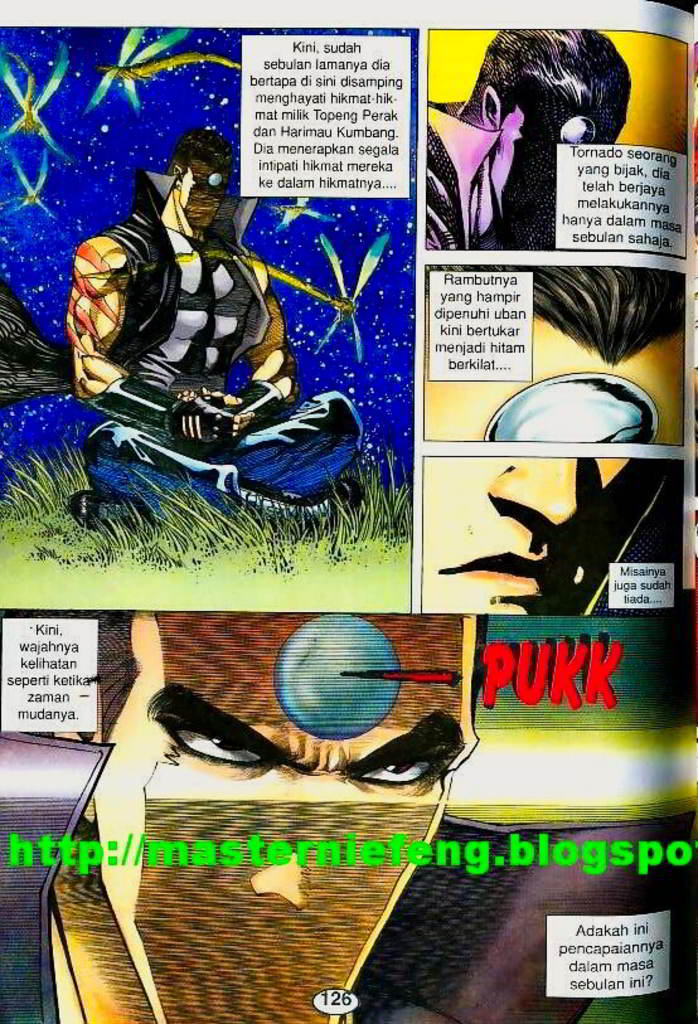 Kini, sudah
sebulan lamanya dia
bertapa di sini disamping
menghayati hikmat-hik-
mat milik Topeng Perak
dan Harimau Kumbang.
Dia menerapkan segala
intipati hikmat mereka
ke dalam hikmatnya....
Tornado seorang
yang bijak, dia
telah berjaya
melakukannya
hanya dalam masa
sebulan sahaja.
Rambutnya
yang hampir
dipenuhi uban
kini bertukar
menjadi hitam
berkilat....
Misainya
juga sudah
tiada....
Kini,
wajahnya
kelihatan
seperti ketika
zaman
mudanya.
PUKK
http://masterniefeng.blogspo
Adakah ini
pencapaiannya
dalam masa
sebulan ini?
126